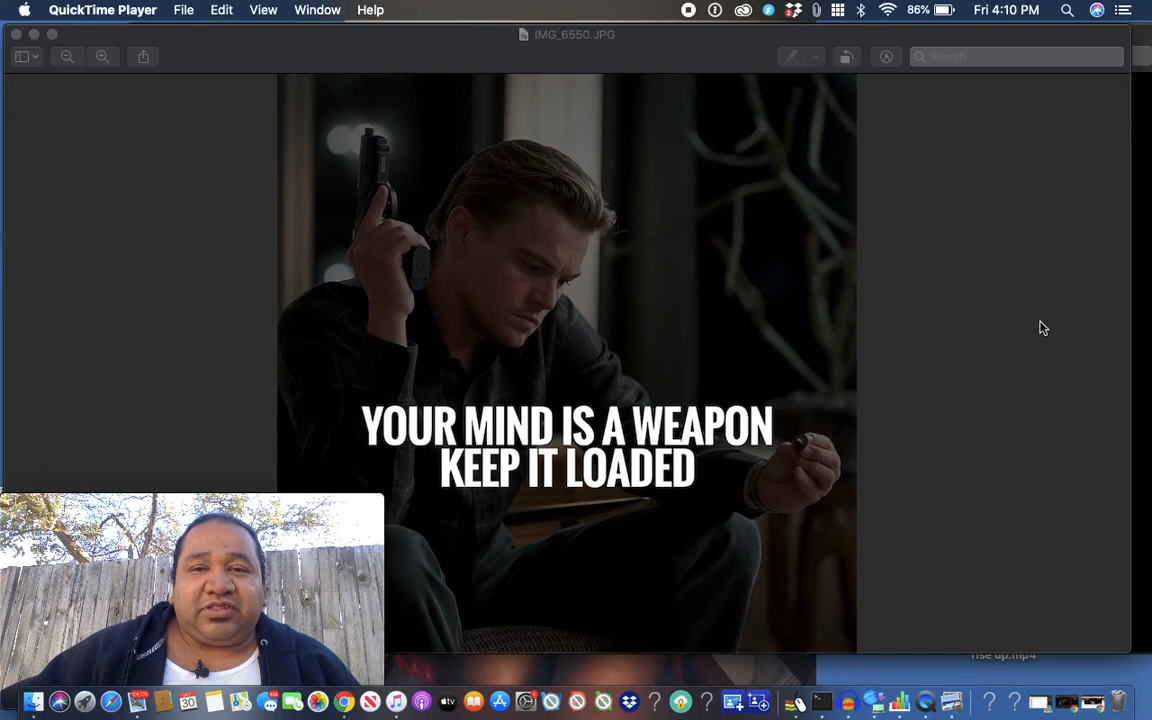 QuickTime Player File Edit View Window Help 86% Fri 4:10 PM
IMG_6550.JPG
Search
YOUR MIND IS A WEAPON
KEEP IT LOADED
rise up.mp4